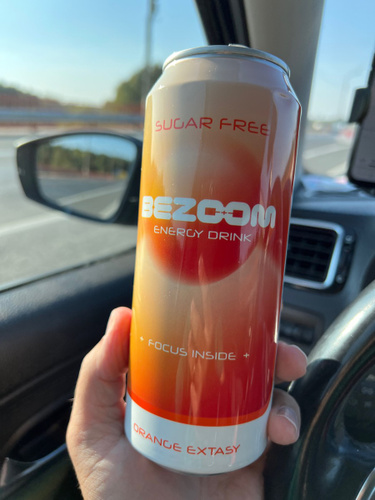 SUGAR FREE
BEZOOM
ENERGY DRINK
+ FOCUS INSIDE +
ORANGE EXTASY